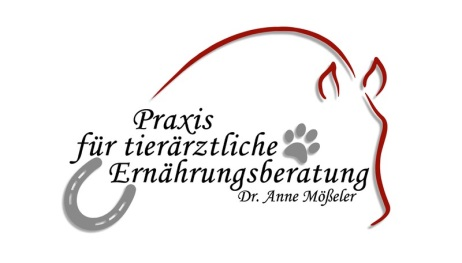 Praxis
für tierärztliche
Ernährungsberatung
Dr. Anne Mößeler